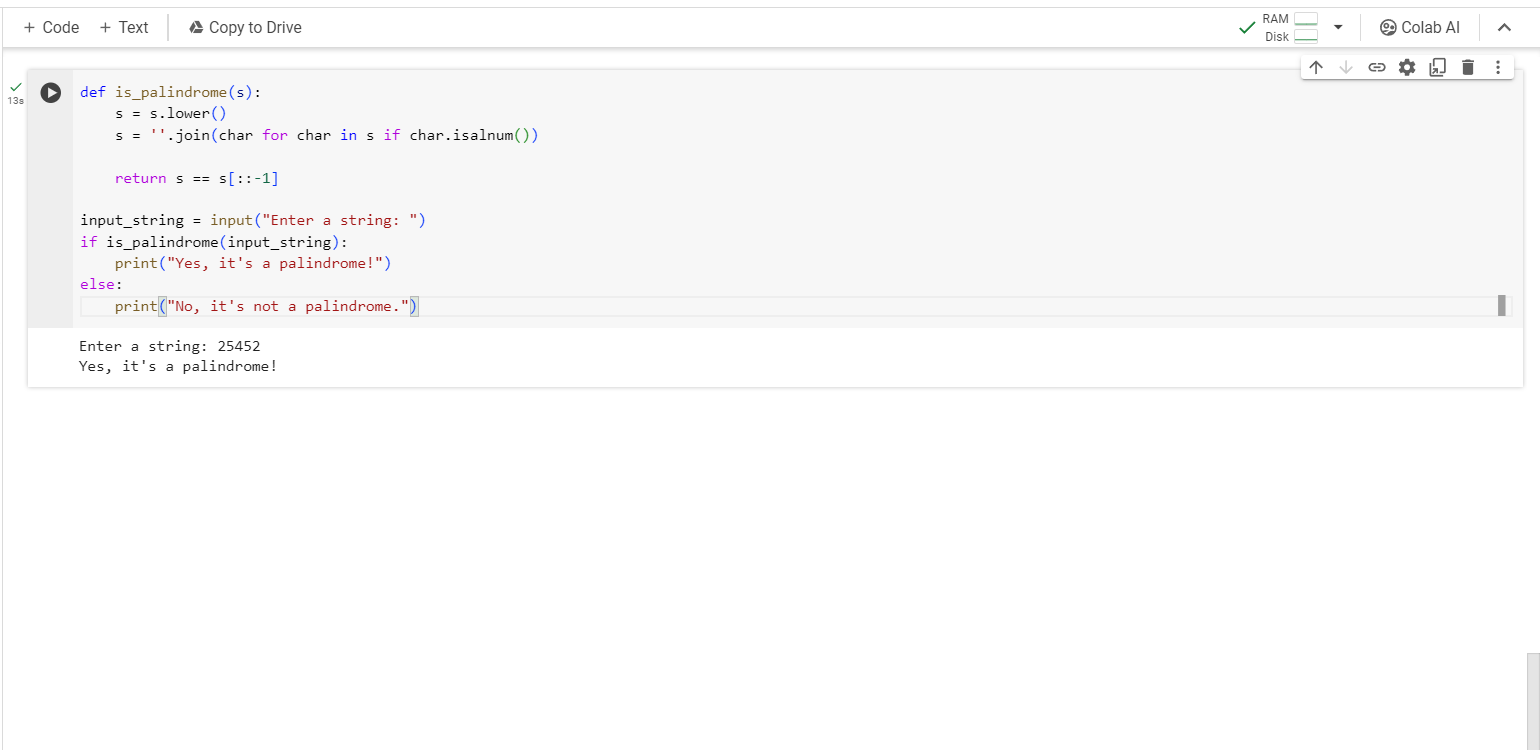 + Code + Text Copy to Drive RAM Disk Colab AI
13s
def is_palindrome(s):
    s = s.lower()
    s = ''.join(char for char in s if char.isalnum())

    return s == s[::-1]

input_string = input("Enter a string: ")
if is_palindrome(input_string):
    print("Yes, it's a palindrome!")
else:
    print("No, it's not a palindrome.")
Enter a string: 25452
Yes, it's a palindrome!